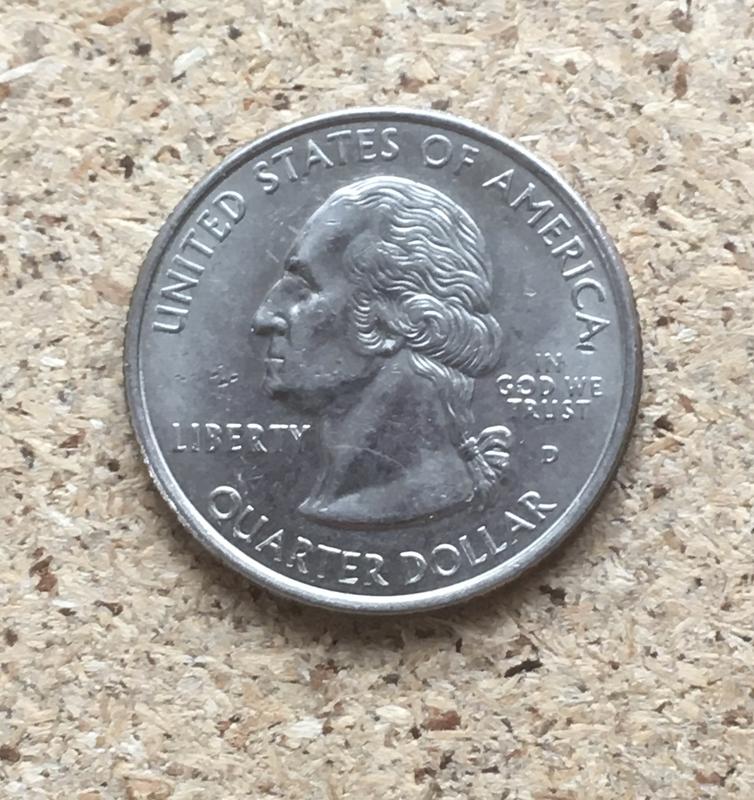 UNITED STATES OF AMERICA
LIBERTY
IN
GOD WE
TRUST
D
QUARTER DOLLAR